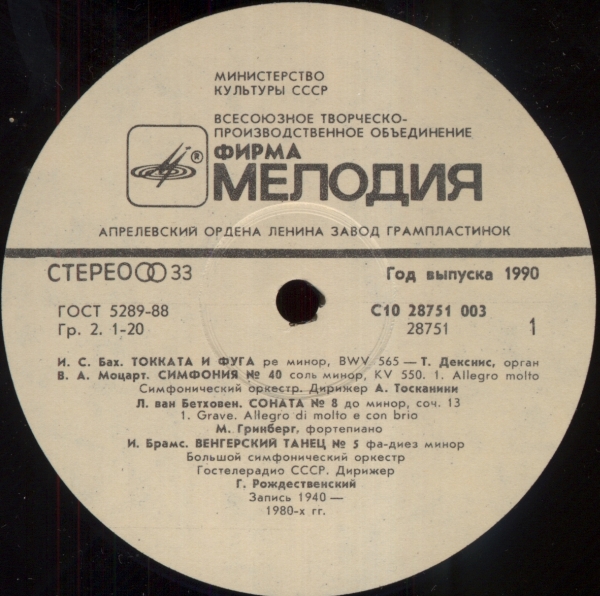 МИНИСТЕРСТВО
КУЛЬТУРЫ СССР
ВСЕСОЮЗНОЕ ТВОРЧЕСКО-
ПРОИЗВОДСТВЕННОЕ ОБЪЕДИНЕНИЕ
® ФИРМА
МЕЛОДИЯ
АПРЕЛЕВСКИЙ ОРДЕНА ЛЕНИНА ЗАВОД ГРАМПЛАСТИНОК
СТЕРЕО 33 Год выпуска 1990
ГОСТ 5289-88 С10 28751 003
Гр. 2. 1-20 28751 1
И. С. Бах. ТОККАТА И ФУГА ре минор, BWV 565 — Т. Декснис, орган
В. А. Моцарт. СИМФОНИЯ № 40 соль минор, KV 550. 1. Allegro molto
Симфонический оркестр. Дирижер А. Тосканини
Л. ван Бетховен. СОНАТА № 8 до минор, соч. 13
1. Grave. Allegro di molto e con brio
М. Гринберг, фортепиано
И. Брамс. ВЕНГЕРСКИЙ ТАНЕЦ № 5 фа-диез минор
Большой симфонический оркестр
Гостелерадио СССР. Дирижер
Г. Рождественский
Запись 1940—
1980-х гг.